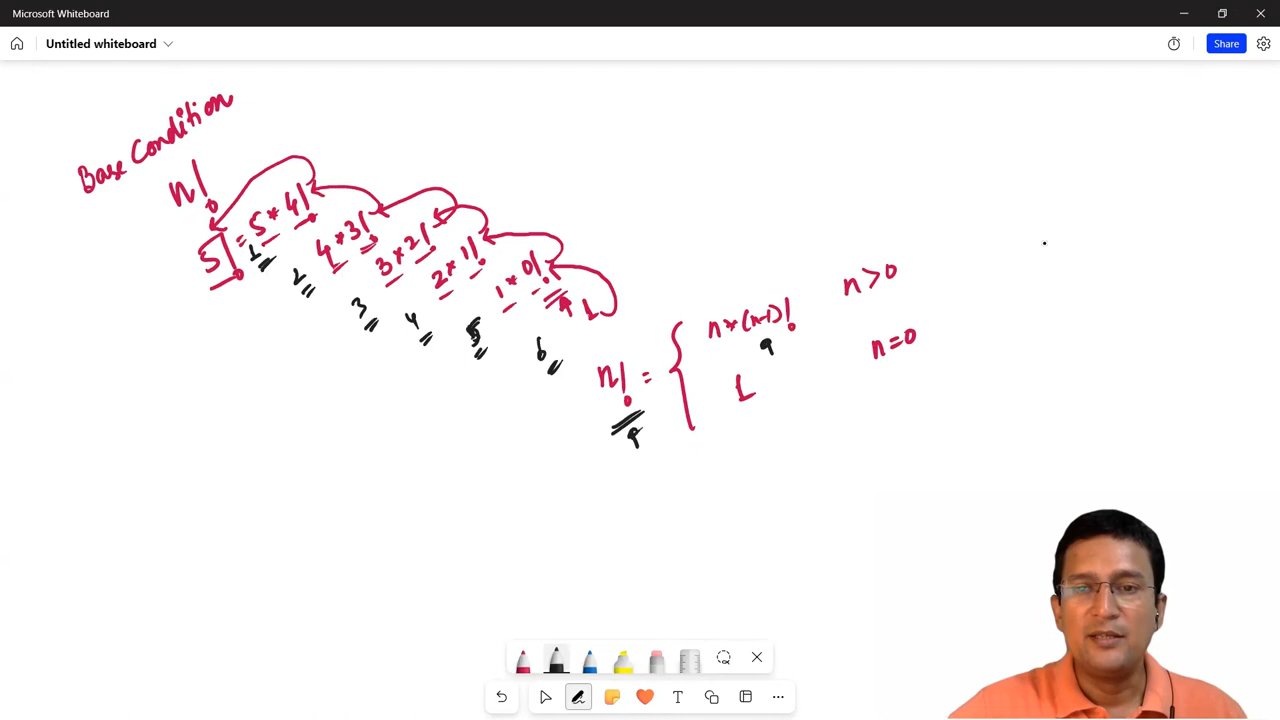 Microsoft Whiteboard
Untitled whiteboard
Share
Base Condition
n!
5! = 5 * 4!
4 * 3!
3 * 2!
2 * 1!
1 * 0!
1
1
2
3
4
5
6
n! = { n * (n-1)! n > 0
1 n = 0